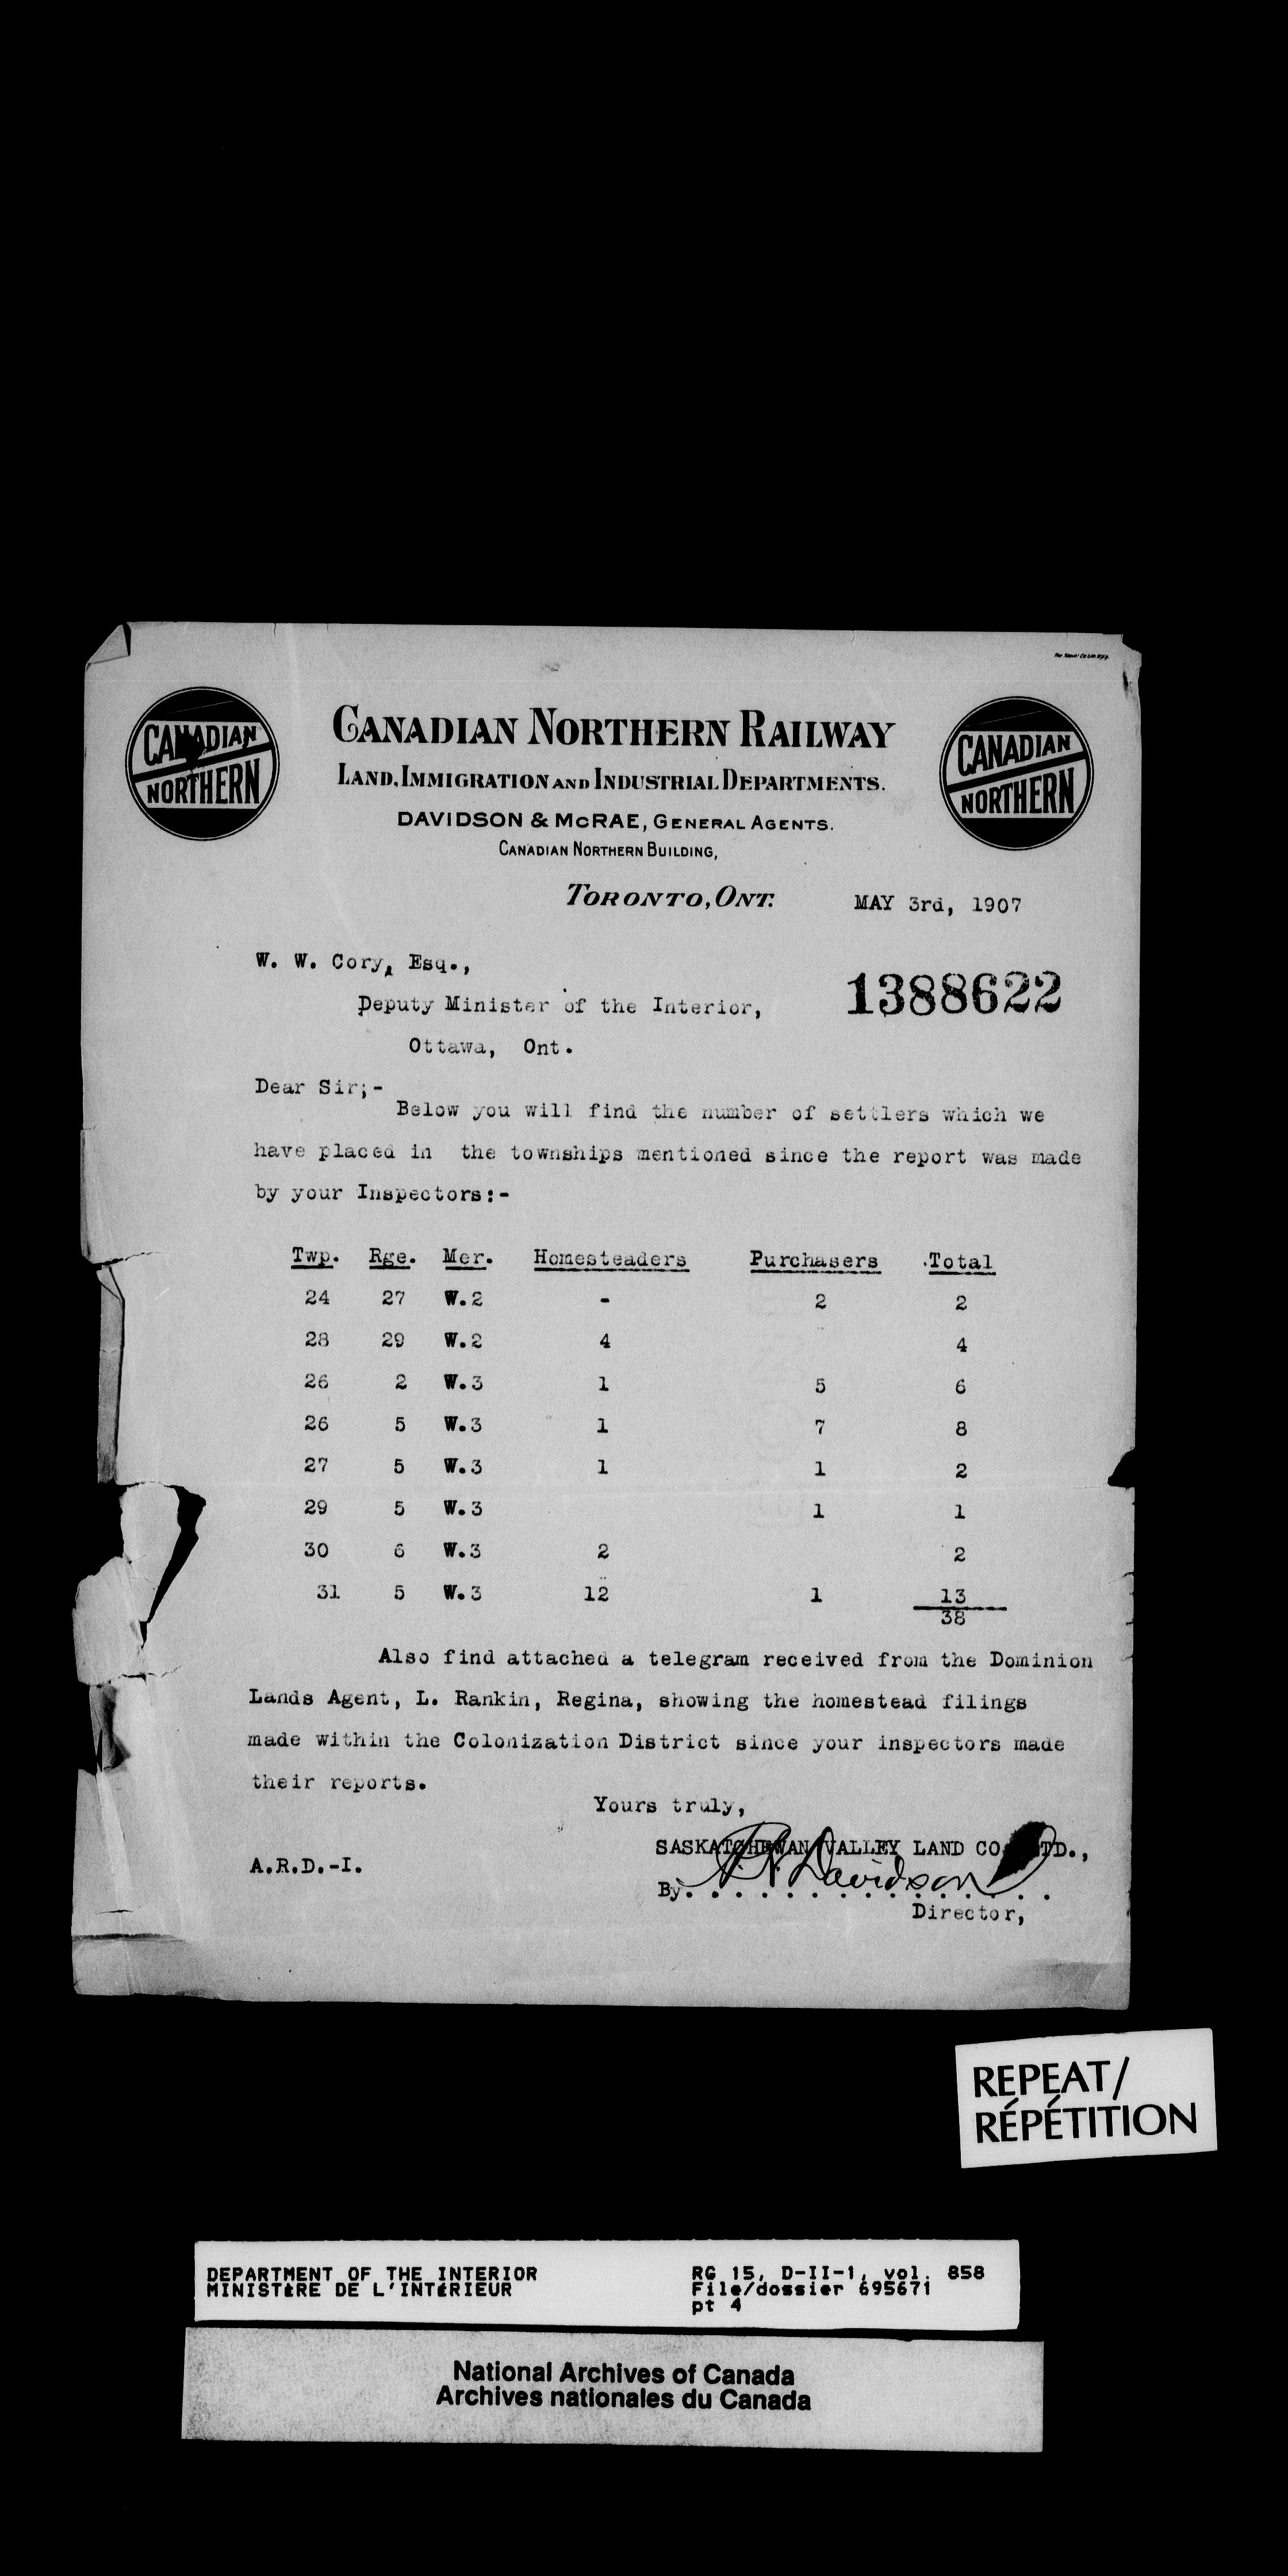 CANADIAN NORTHERN
CANADIAN NORTHERN RAILWAY
LAND, IMMIGRATION AND INDUSTRIAL DEPARTMENTS.
DAVIDSON & McRAE, GENERAL AGENTS.
CANADIAN NORTHERN BUILDING,
CANADIAN NORTHERN
TORONTO, ONT. MAY 3rd, 1907
W. W. Cory, Esq.,
1388622
Deputy Minister of the Interior,
Ottawa, Ont.
Dear Sir;-
Below you will find the number of settlers which we
have placed in the townships mentioned since the report was made
by your Inspectors:-
Twp. Rge. Mer. Homesteaders Purchasers Total
24 27 W.2 - 2 2
28 29 W.2 4 4
26 2 W.3 1 5 6
26 5 W.3 1 7 8
27 5 W.3 1 1 2
29 5 W.3 1 1
30 6 W.3 2 2
31 5 W.3 12 1 13
38
Also find attached a telegram received from the Dominion
Lands Agent, L. Rankin, Regina, showing the homestead filings
made within the Colonization District since your inspectors made
their reports.
Yours truly,
SASKATCHEWAN VALLEY LAND CO. LTD.,
A.R.D.-I.
By. Davidson
Director,
REPEAT/
RÉPÉTITION
DEPARTMENT OF THE INTERIOR RG 15, D-II-1, vol. 858
MINISTÈRE DE L'INTÉRIEUR File/dossier 695671
pt 4
National Archives of Canada
Archives nationales du Canada